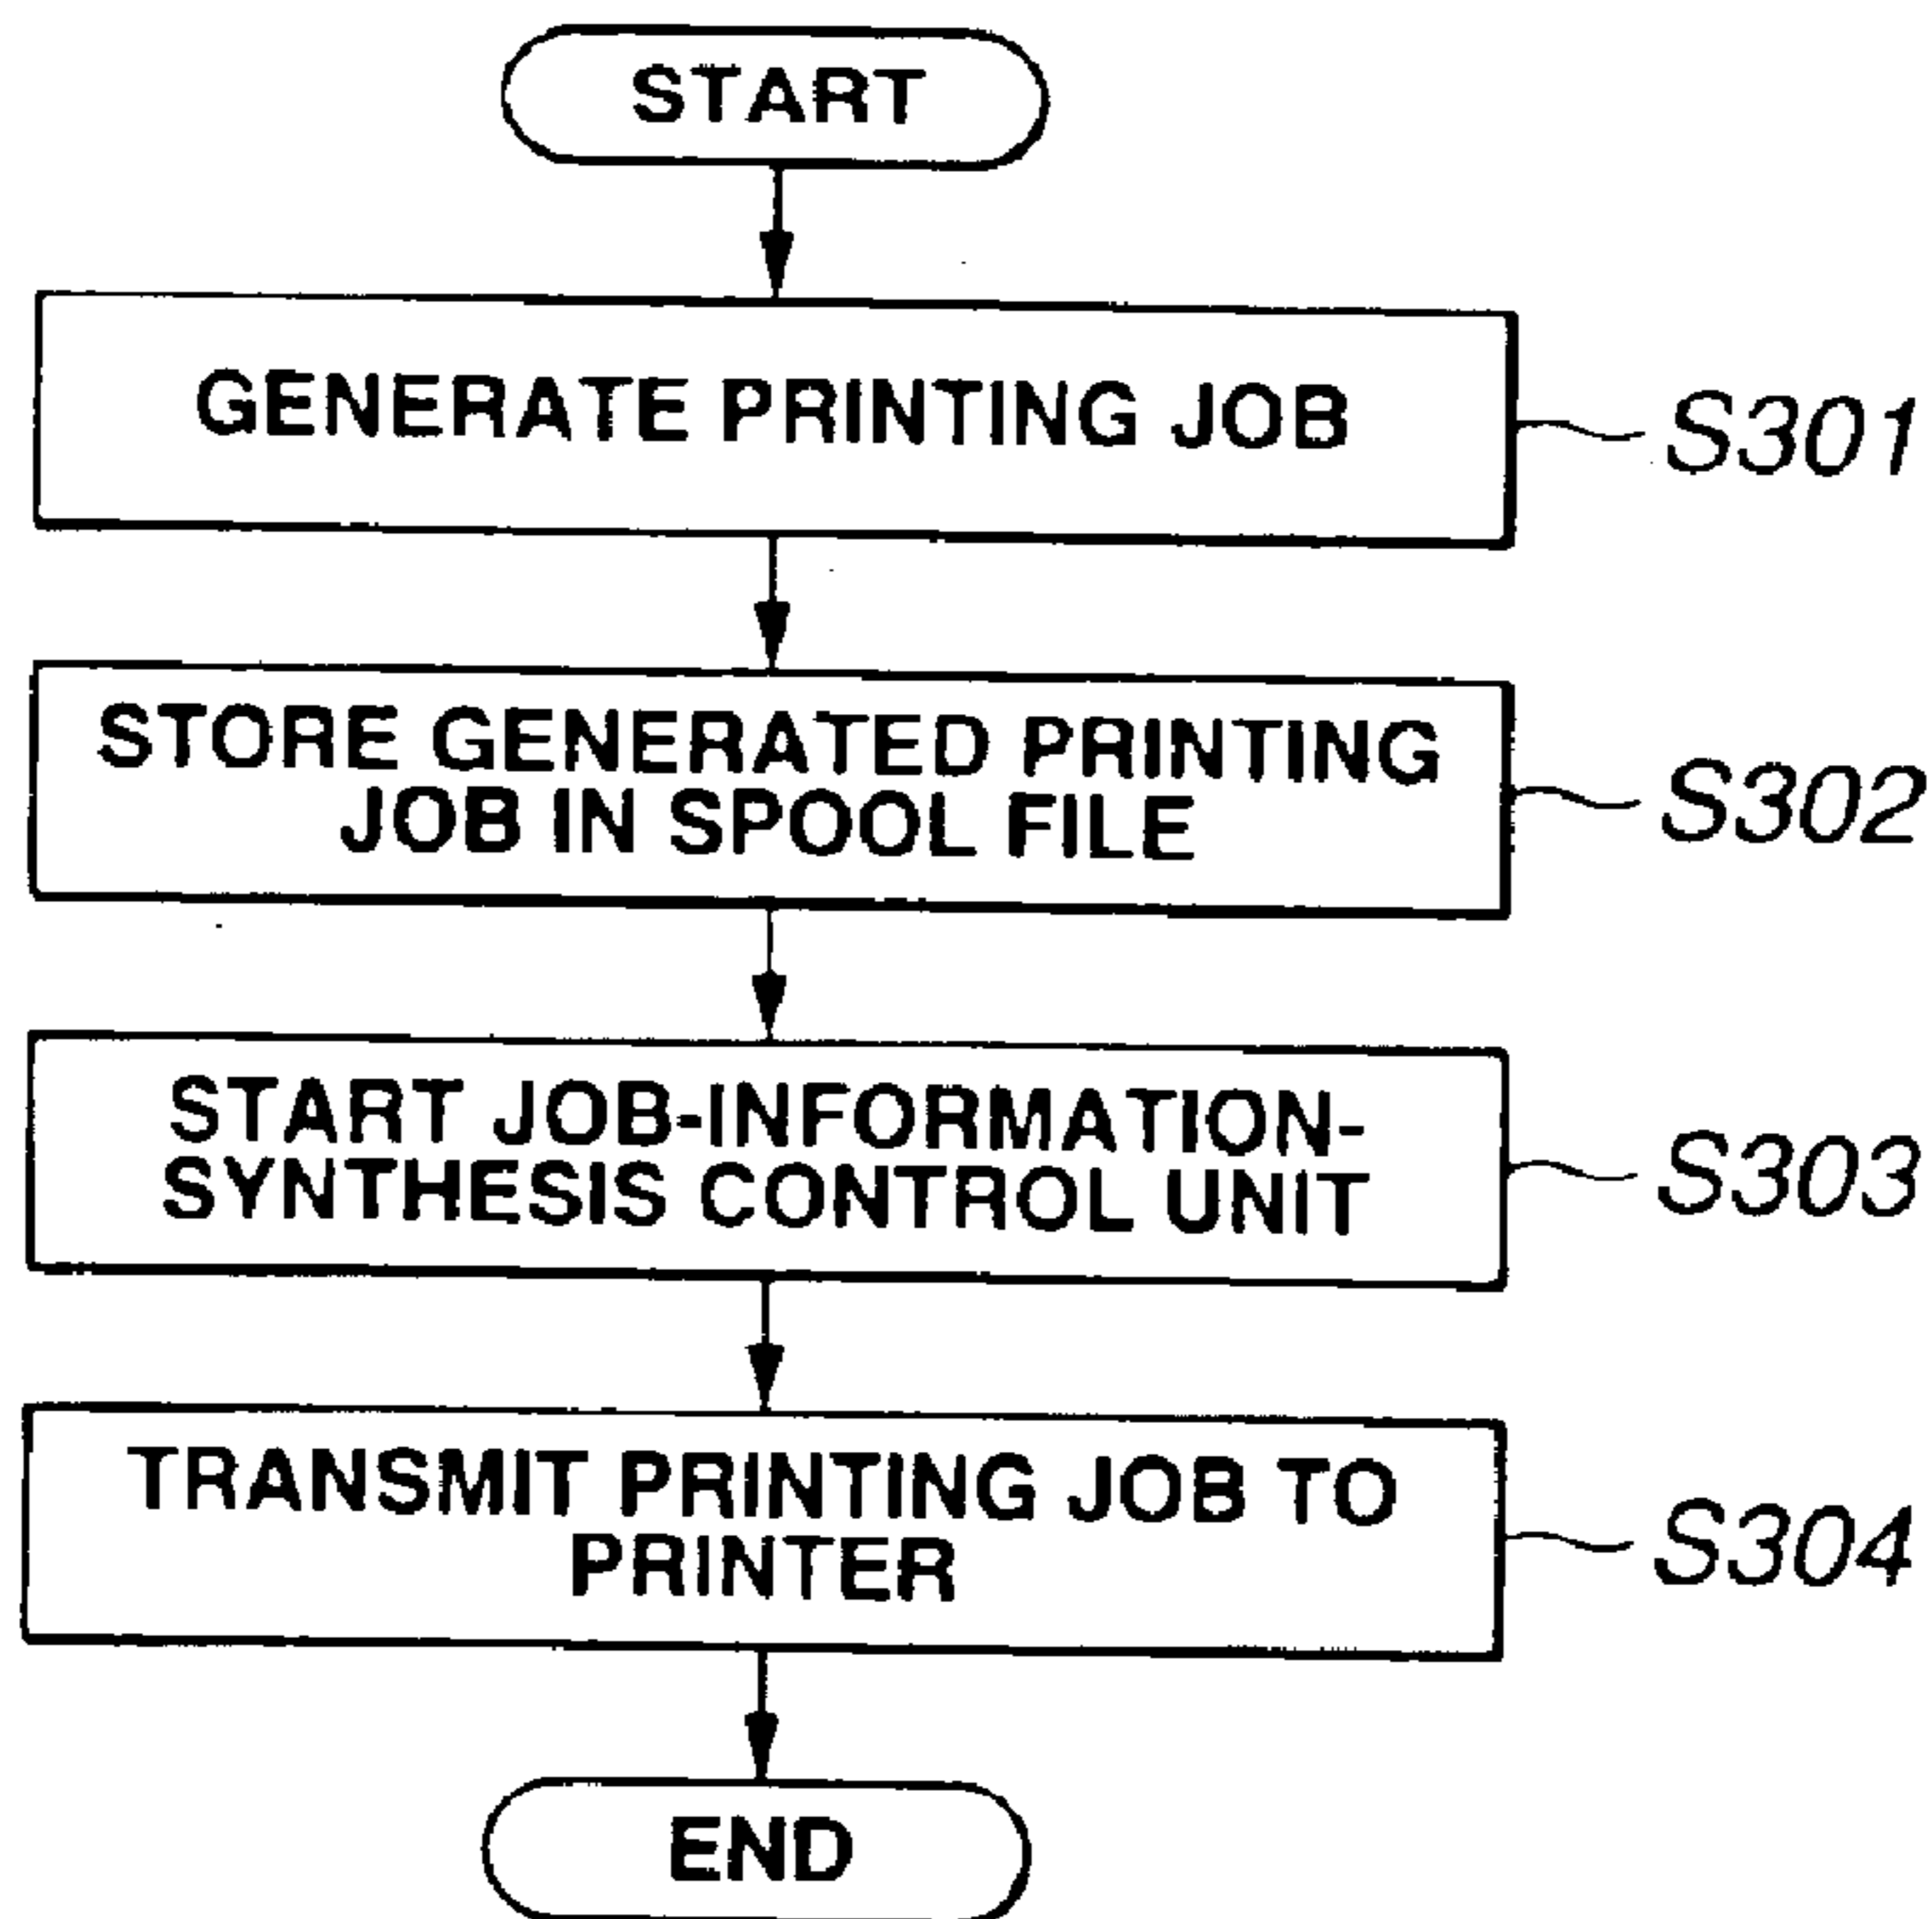 START
GENERATE PRINTING JOB
S301
STORE GENERATED PRINTING
JOB IN SPOOL FILE
S302
START JOB-INFORMATION-
SYNTHESIS CONTROL UNIT
S303
TRANSMIT PRINTING JOB TO
PRINTER
S304
END